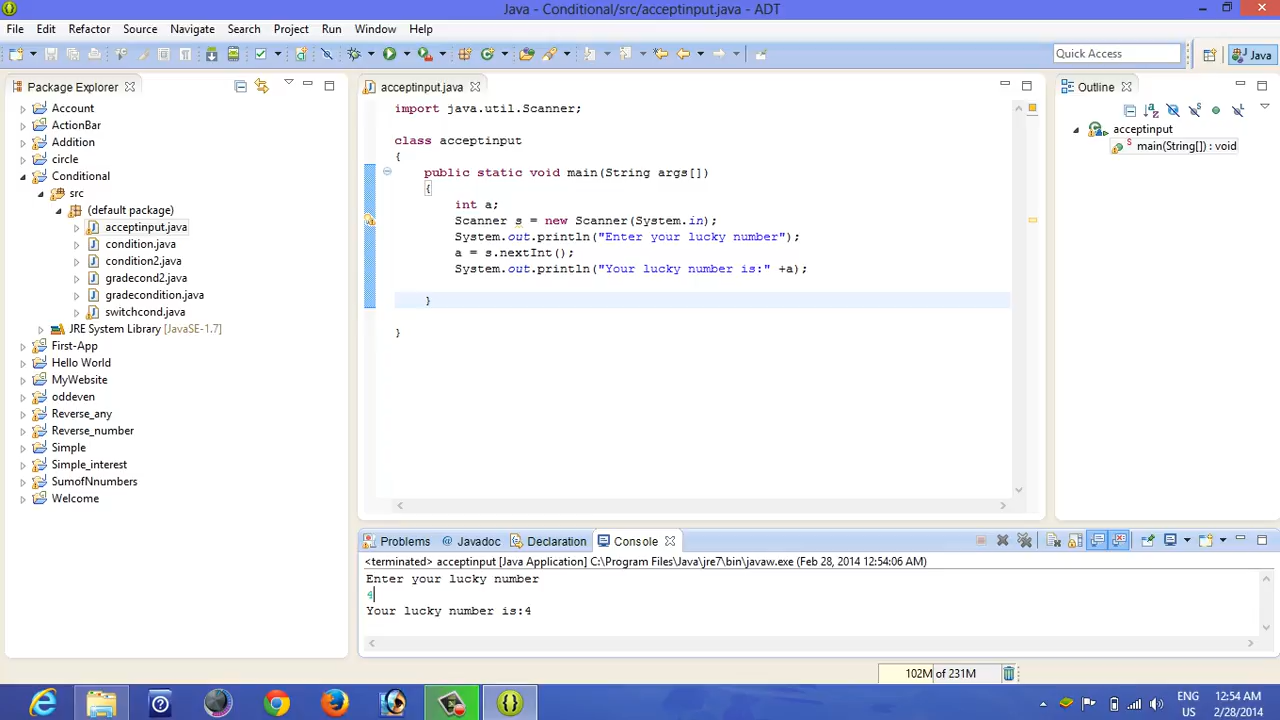 Java - Conditional/src/acceptinput.java - ADT
File Edit Refactor Source Navigate Search Project Run Window Help
Quick Access
Java
Package Explorer
Account
ActionBar
Addition
circle
Conditional
src
(default package)
acceptinput.java
condition.java
condition2.java
gradecond2.java
gradecondition.java
switchcond.java
JRE System Library [JavaSE-1.7]
First-App
Hello World
MyWebsite
oddeven
Reverse_any
Reverse_number
Simple
Simple_interest
SumofNnumbers
Welcome
acceptinput.java
import java.util.Scanner;
class acceptinput
{
public static void main(String args[])
{
int a;
Scanner s = new Scanner(System.in);
System.out.println("Enter your lucky number");
a = s.nextInt();
System.out.println("Your lucky number is:" +a);
}
}
Outline
acceptinput
main(String[]) : void
Problems Javadoc Declaration Console
<terminated> acceptinput [Java Application] C:\Program Files\Java\jre7\bin\javaw.exe (Feb 28, 2014 12:54:06 AM)
Enter your lucky number
4
Your lucky number is:4
102M of 231M
ENG 12:54 AM
US 2/28/2014